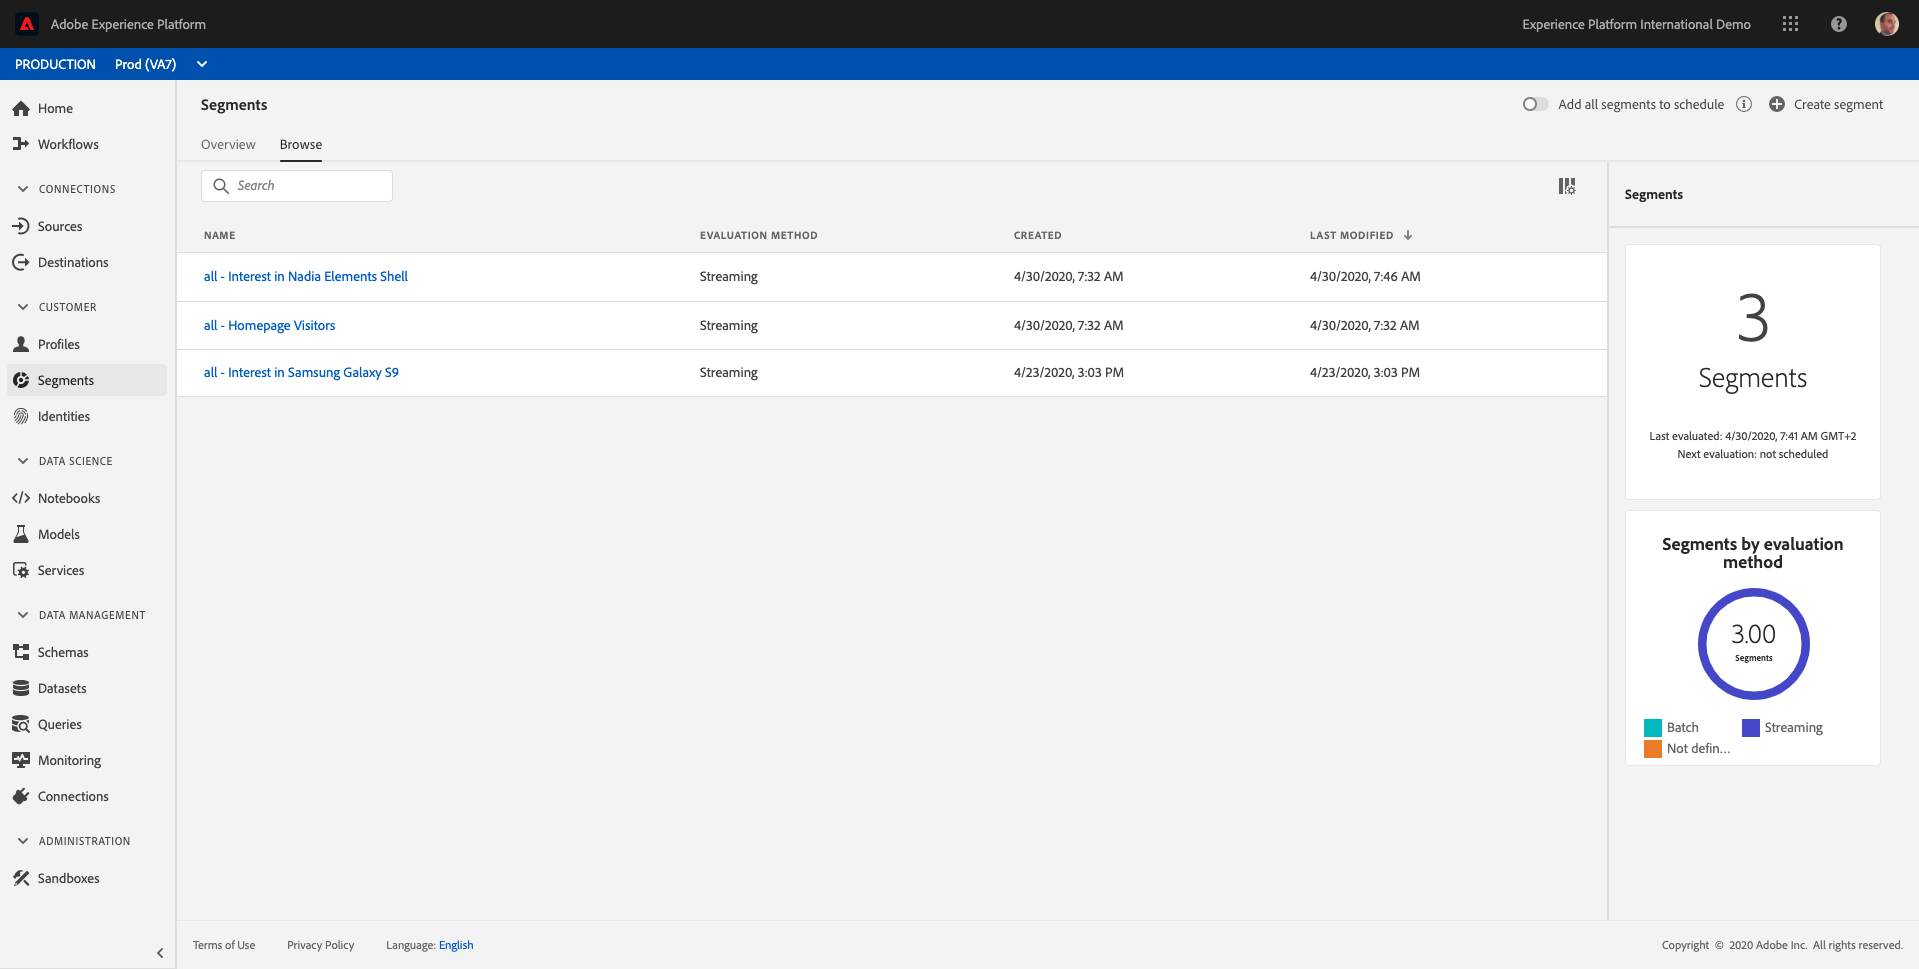 Adobe Experience Platform
Experience Platform International Demo
PRODUCTION Prod (VA7)
Home
Workflows
CONNECTIONS
Sources
Destinations
CUSTOMER
Profiles
Segments
Identities
DATA SCIENCE
Notebooks
Models
Services
DATA MANAGEMENT
Schemas
Datasets
Queries
Monitoring
Connections
ADMINISTRATION
Sandboxes
Segments
Add all segments to schedule
Create segment
Overview Browse
Search
NAME EVALUATION METHOD CREATED LAST MODIFIED
all - Interest in Nadia Elements Shell Streaming 4/30/2020, 7:32 AM 4/30/2020, 7:46 AM
all - Homepage Visitors Streaming 4/30/2020, 7:32 AM 4/30/2020, 7:32 AM
all - Interest in Samsung Galaxy S9 Streaming 4/23/2020, 3:03 PM 4/23/2020, 3:03 PM
Segments
3
Segments
Last evaluated: 4/30/2020, 7:41 AM GMT+2
Next evaluation: not scheduled
Segments by evaluation
method
3.00
Segments
Batch Streaming
Not defin...
Terms of Use Privacy Policy Language: English
Copyright © 2020 Adobe Inc. All rights reserved.